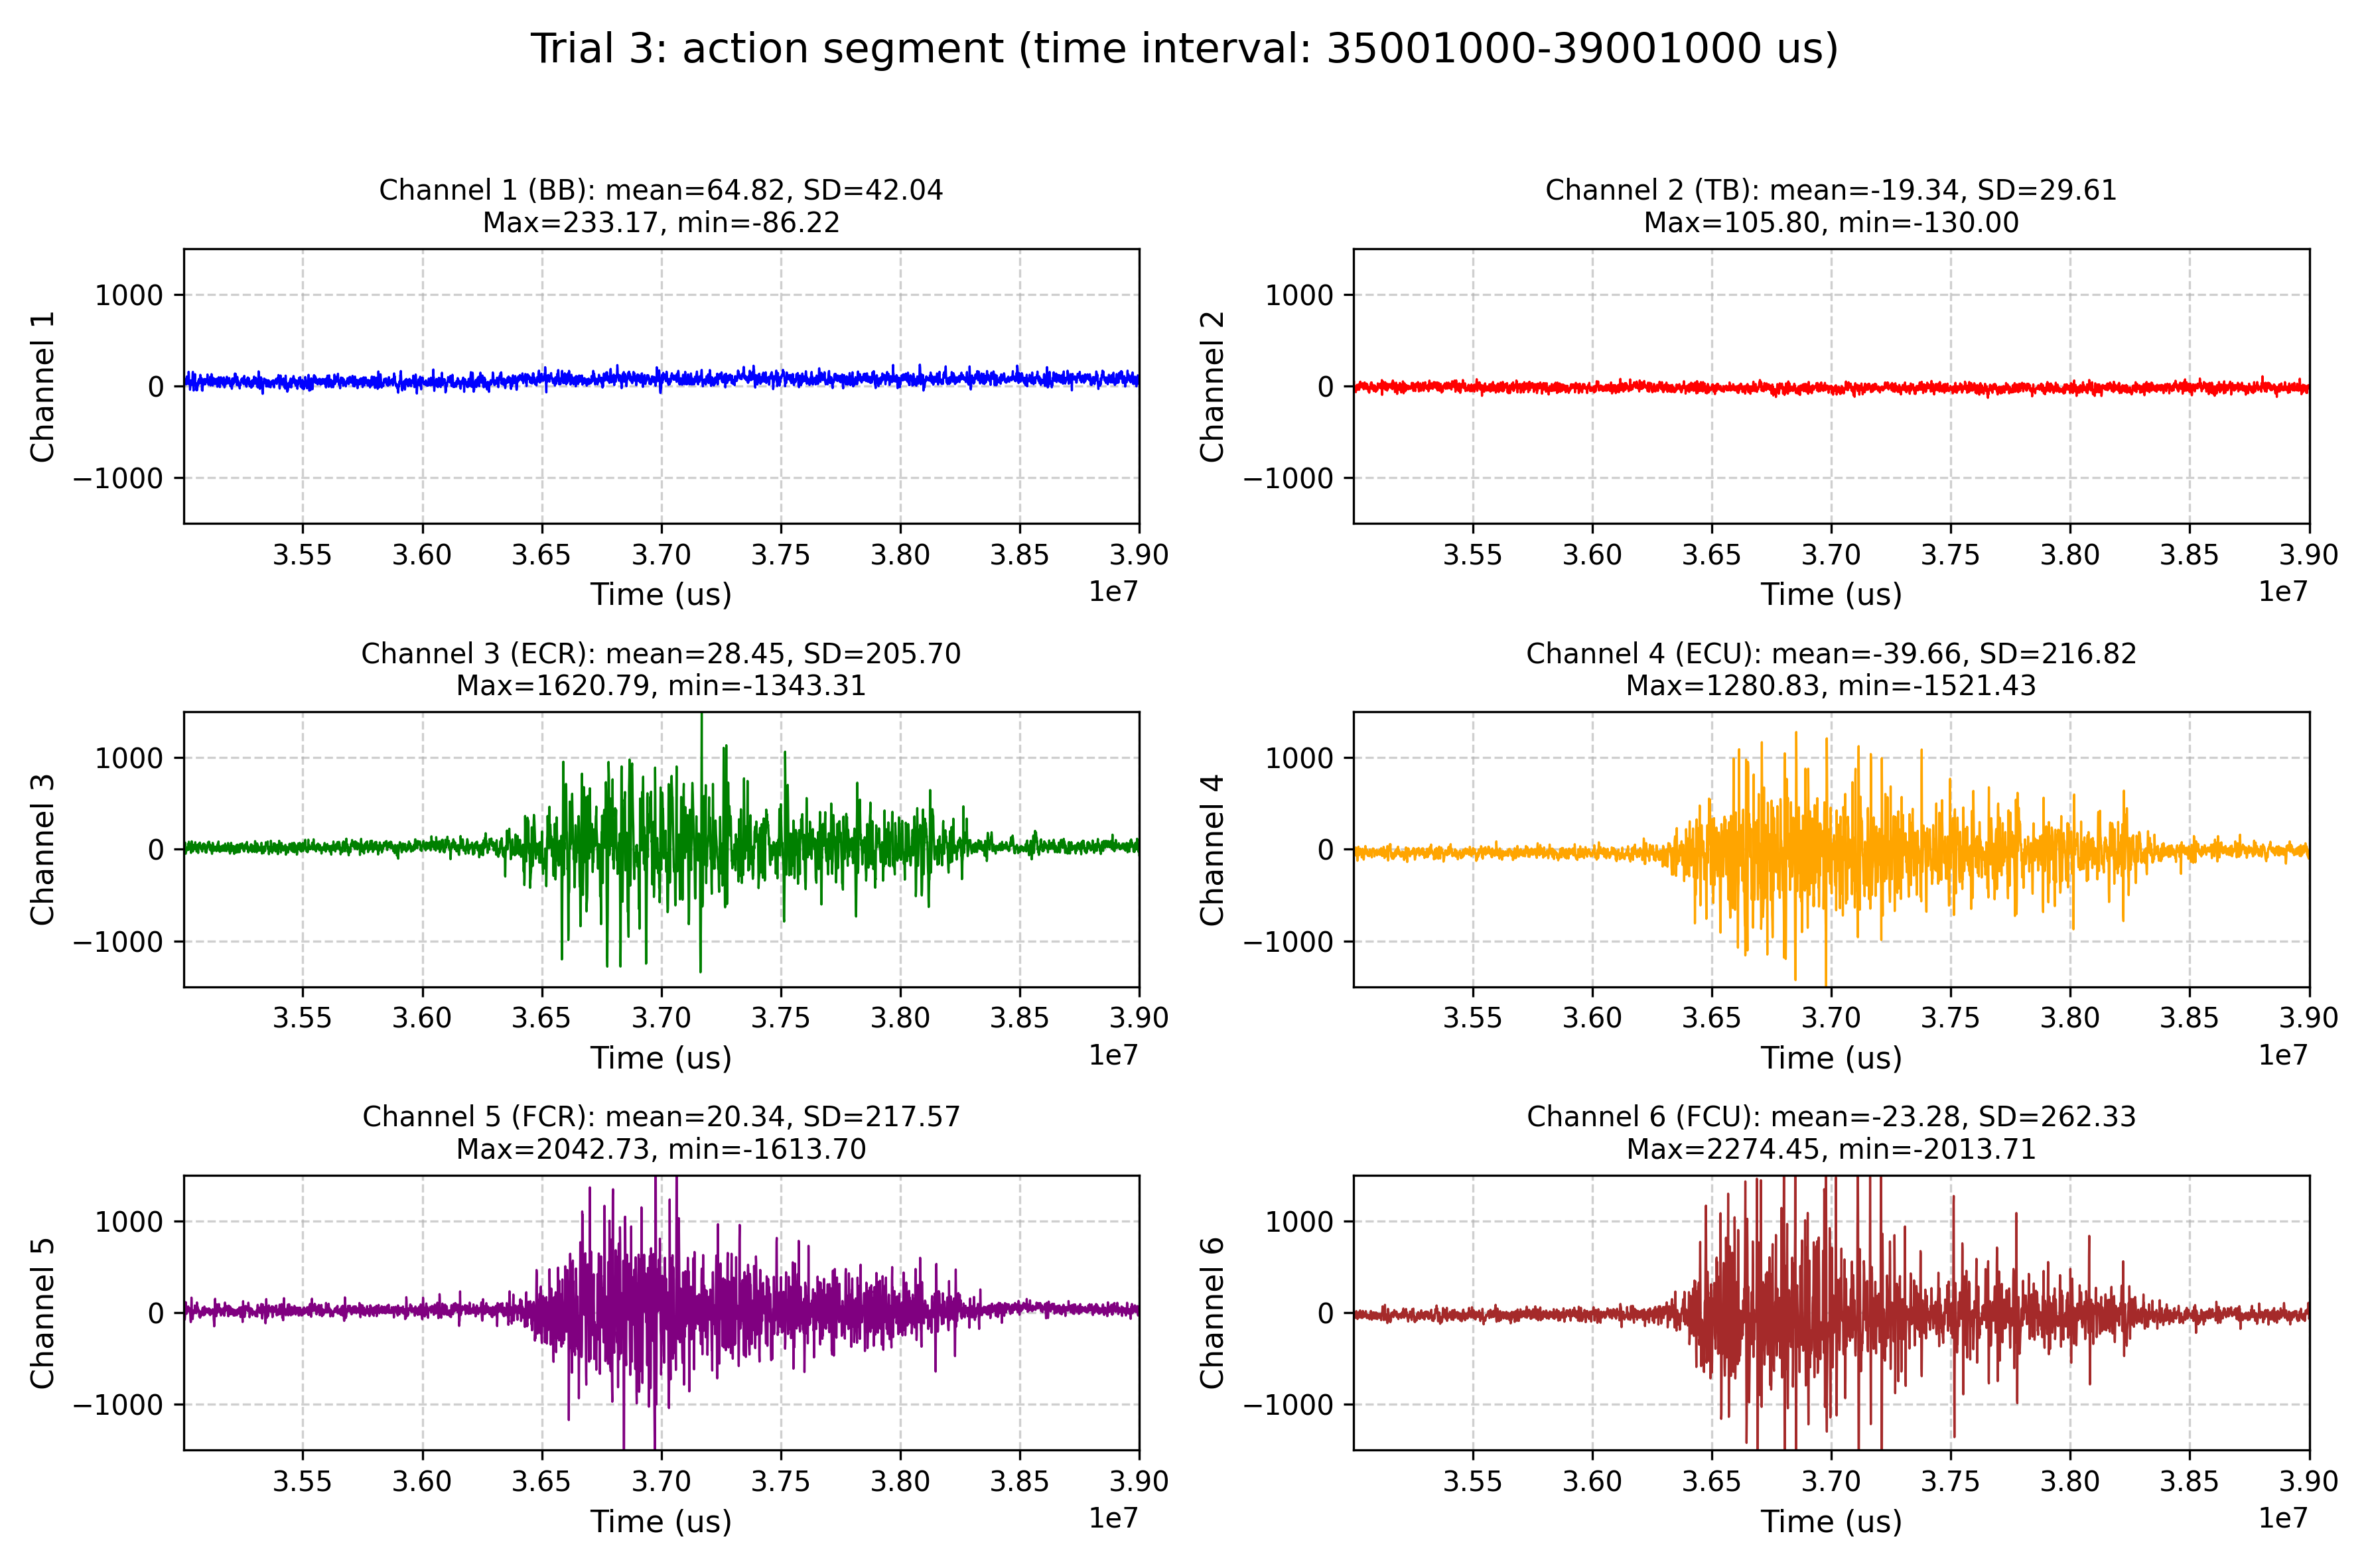 Trial 3: action segment (time interval: 35001000-39001000 us)
Channel 1 (BB): mean=64.82, SD=42.04
Max=233.17, min=-86.22
Channel 1
1000
0
−1000
3.55 3.60 3.65 3.70 3.75 3.80 3.85 3.90
Time (us)
1e7
Channel 2 (TB): mean=-19.34, SD=29.61
Max=105.80, min=-130.00
Channel 2
1000
0
−1000
3.55 3.60 3.65 3.70 3.75 3.80 3.85 3.90
Time (us)
1e7
Channel 3 (ECR): mean=28.45, SD=205.70
Max=1620.79, min=-1343.31
Channel 3
1000
0
−1000
3.55 3.60 3.65 3.70 3.75 3.80 3.85 3.90
Time (us)
1e7
Channel 4 (ECU): mean=-39.66, SD=216.82
Max=1280.83, min=-1521.43
Channel 4
1000
0
−1000
3.55 3.60 3.65 3.70 3.75 3.80 3.85 3.90
Time (us)
1e7
Channel 5 (FCR): mean=20.34, SD=217.57
Max=2042.73, min=-1613.70
Channel 5
1000
0
−1000
3.55 3.60 3.65 3.70 3.75 3.80 3.85 3.90
Time (us)
1e7
Channel 6 (FCU): mean=-23.28, SD=262.33
Max=2274.45, min=-2013.71
Channel 6
1000
0
−1000
3.55 3.60 3.65 3.70 3.75 3.80 3.85 3.90
Time (us)
1e7